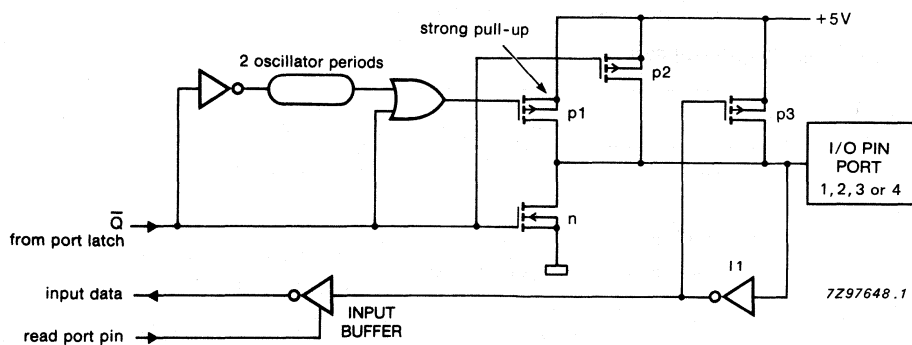 strong pull-up
+5V
2 oscillator periods
p2
p1
p3
I/O PIN
PORT
1, 2, 3 or 4
Q̅
from port latch
n
I1
input data
INPUT
BUFFER
read port pin
7Z97648.1